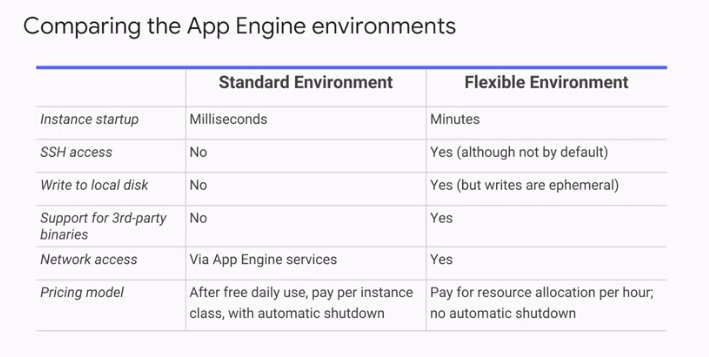 Comparing the App Engine environments
Standard Environment Flexible Environment
Instance startup Milliseconds Minutes
SSH access No Yes (although not by default)
Write to local disk No Yes (but writes are ephemeral)
Support for 3rd-party No Yes
binaries
Network access Via App Engine services Yes
Pricing model After free daily use, pay per instance Pay for resource allocation per hour;
class, with automatic shutdown no automatic shutdown